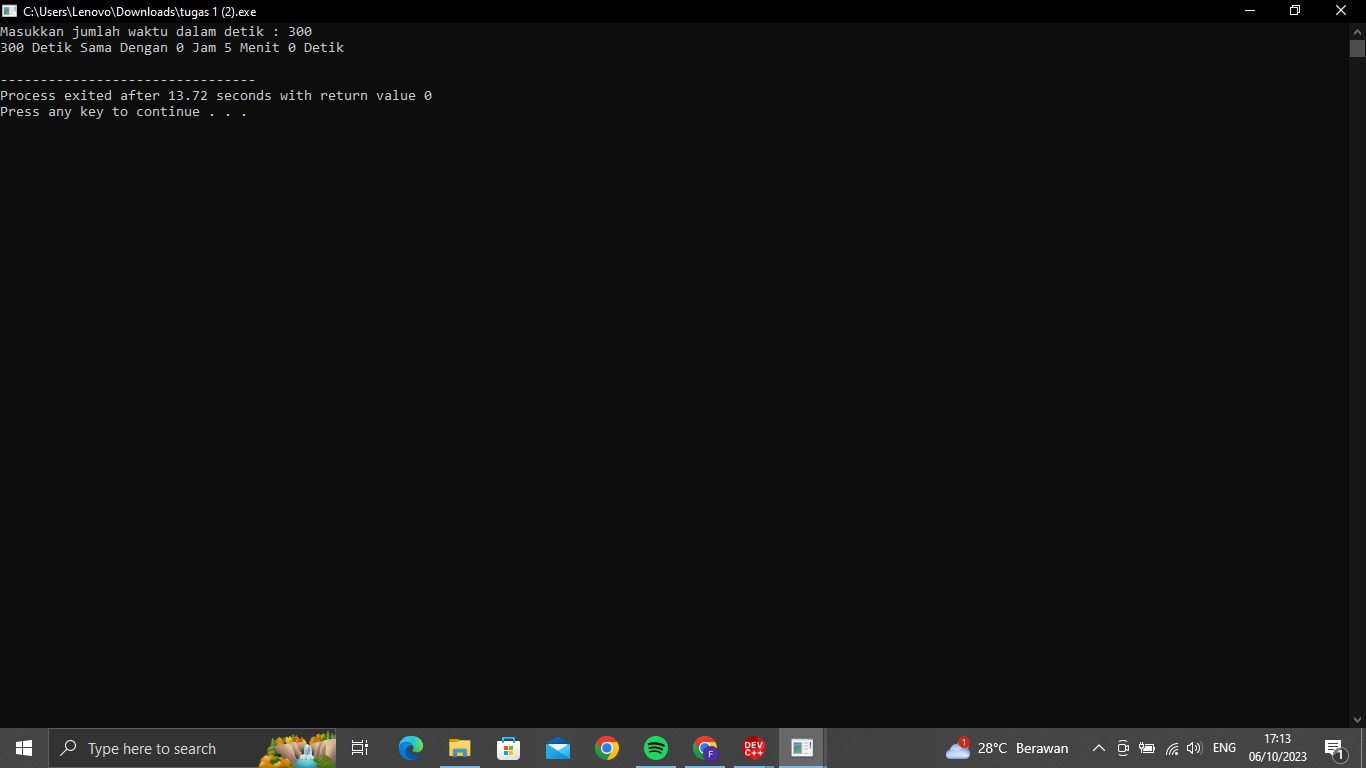 C:\Users\Lenovo\Downloads\tugas 1 (2).exe
Masukkan jumlah waktu dalam detik : 300
300 Detik Sama Dengan 0 Jam 5 Menit 0 Detik
--------------------------------
Process exited after 13.72 seconds with return value 0
Press any key to continue . . .
Type here to search
DEV
C++
F
1
28°C Berawan
ENG
17:13
06/10/2023
1